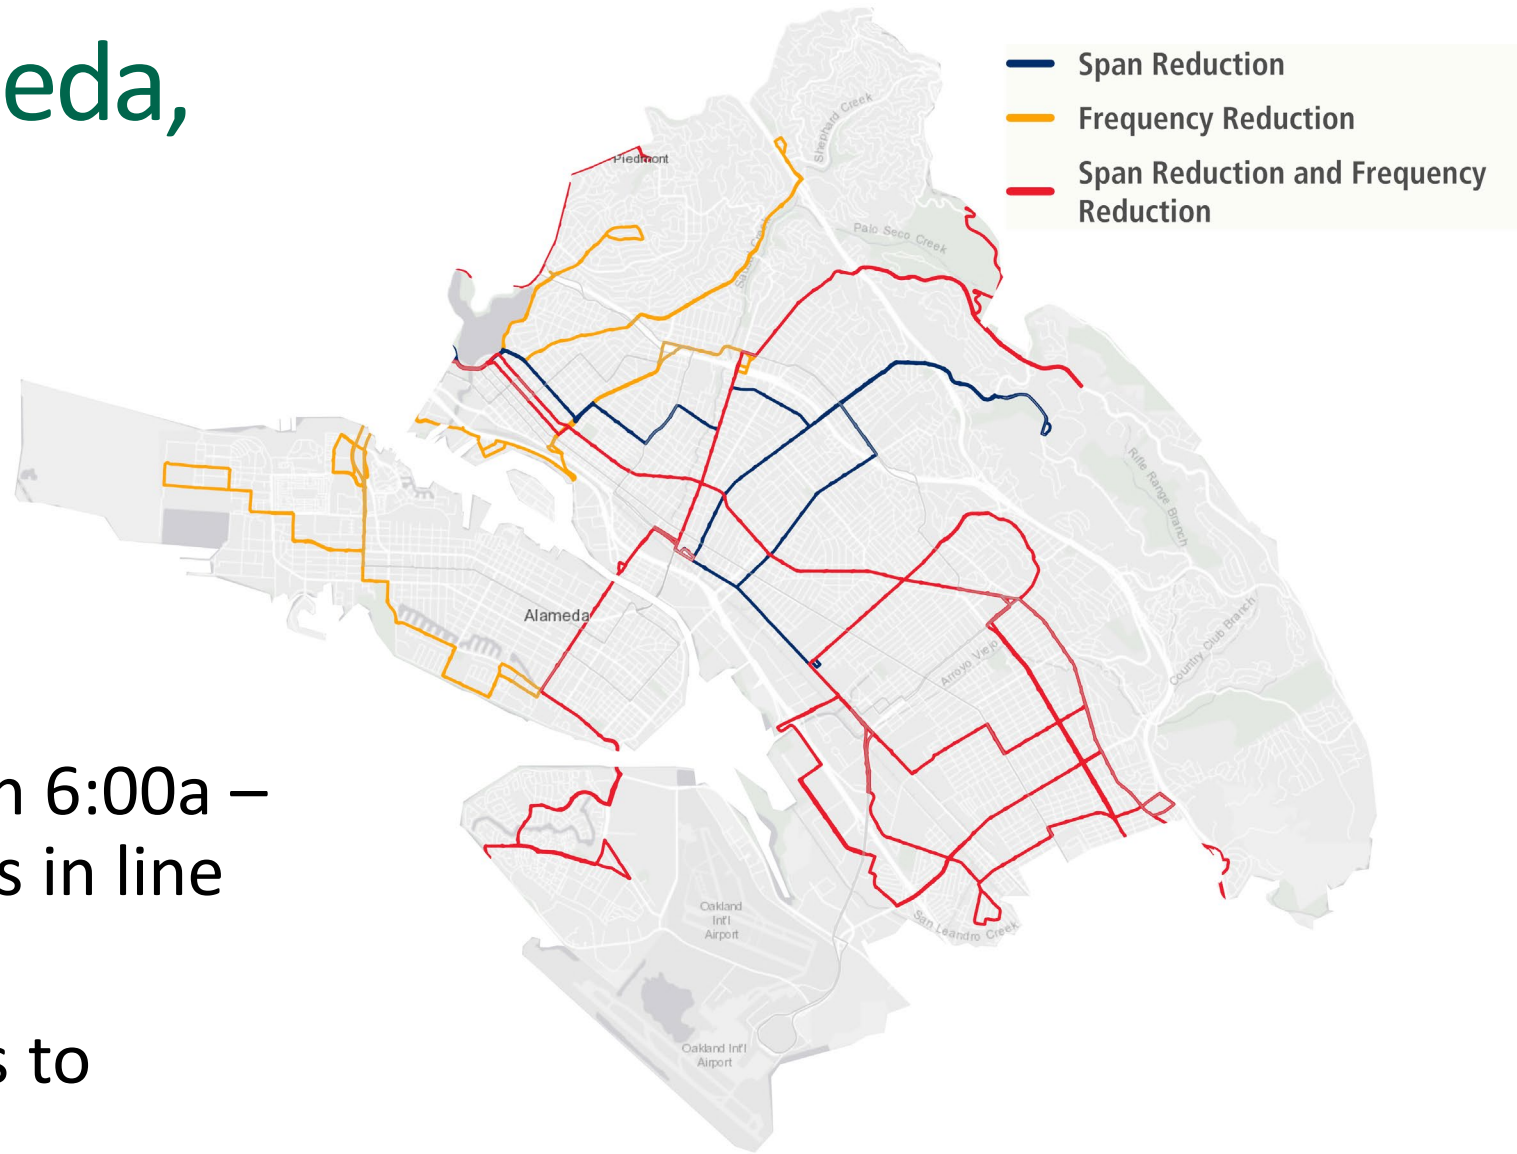 eda,
Span Reduction
Frequency Reduction
Span Reduction and Frequency
Reduction
Shephard Creek
Piedmont
Palo Seco Creek
Rifle Range Branch
Alameda
Arroyo Viejo
Country Club Branch
n 6:00a –
s in line
Oakland
Int'l
Airport
San Leandro Creek
Oakland Int'l
Airport
s to